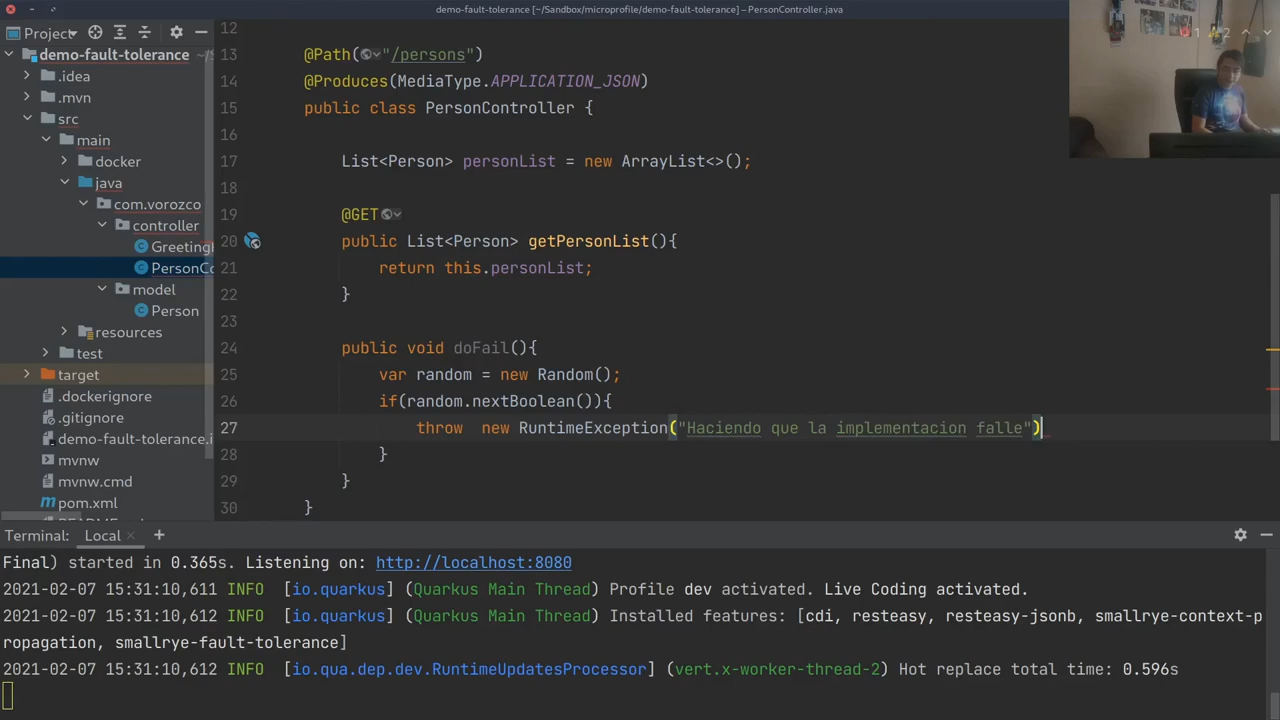 demo-fault-tolerance [~/Sandbox/microprofile/demo-fault-tolerance] – PersonController.java
Project
demo-fault-tolerance
.idea
.mvn
src
main
docker
java
com.vorozco
controller
Greeting
PersonCo
model
Person
resources
test
target
.dockerignore
.gitignore
demo-fault-tolerance.i
mvnw
mvnw.cmd
pom.xml
1 2
12
13 @Path("/persons")
14 @Produces(MediaType.APPLICATION_JSON)
15 public class PersonController {
16
17 List<Person> personList = new ArrayList<>();
18
19 @GET
20 public List<Person> getPersonList(){
21 return this.personList;
22 }
23
24 public void doFail(){
25 var random = new Random();
26 if(random.nextBoolean()){
27 throw  new RuntimeException("Haciendo que la implementacion falle")
28 }
29 }
30 }
Terminal: Local
Final) started in 0.365s. Listening on: http://localhost:8080
2021-02-07 15:31:10,611 INFO  [io.quarkus] (Quarkus Main Thread) Profile dev activated. Live Coding activated.
2021-02-07 15:31:10,612 INFO  [io.quarkus] (Quarkus Main Thread) Installed features: [cdi, resteasy, resteasy-jsonb, smallrye-context-p
ropagation, smallrye-fault-tolerance]
2021-02-07 15:31:10,612 INFO  [io.qua.dep.dev.RuntimeUpdatesProcessor] (vert.x-worker-thread-2) Hot replace total time: 0.596s